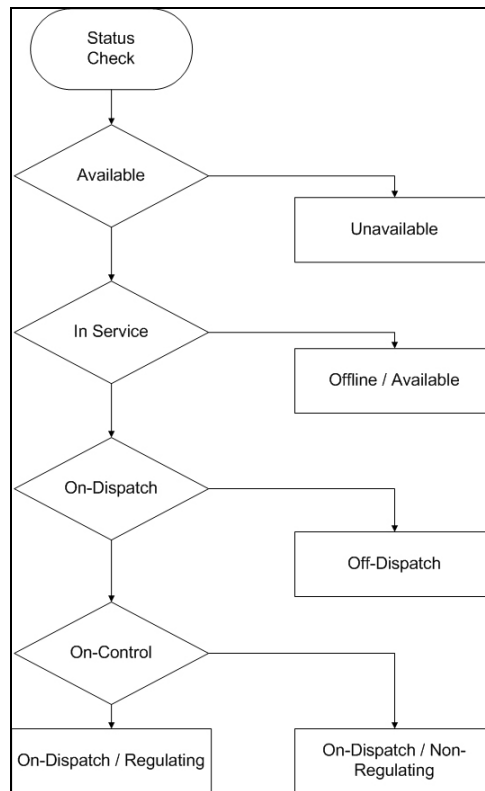 Status
Check
Available
Unavailable
In Service
Offline / Available
On-Dispatch
Off-Dispatch
On-Control
On-Dispatch / Regulating
On-Dispatch / Non-
Regulating